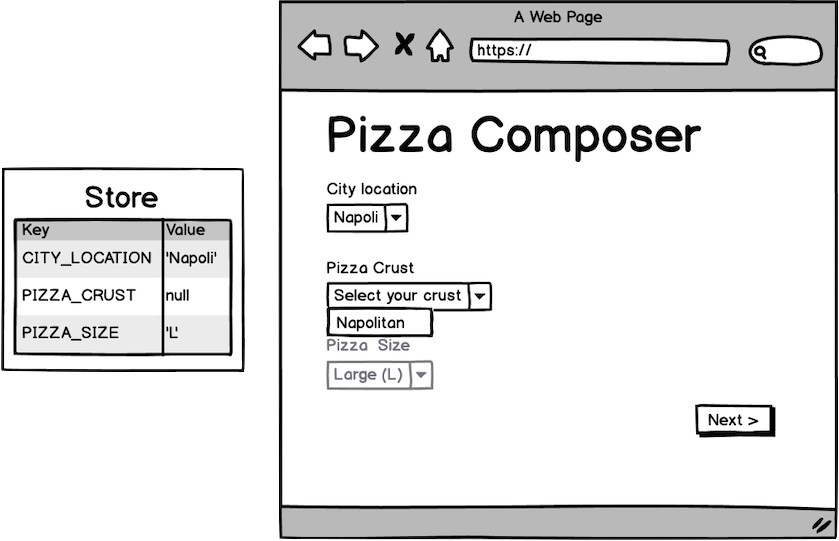 A Web Page
https://
Pizza Composer
City location
Napoli
Pizza Crust
Select your crust
Napolitan
Pizza Size
Large (L)
Next >
Store
Key Value
CITY_LOCATION 'Napoli'
PIZZA_CRUST null
PIZZA_SIZE 'L'